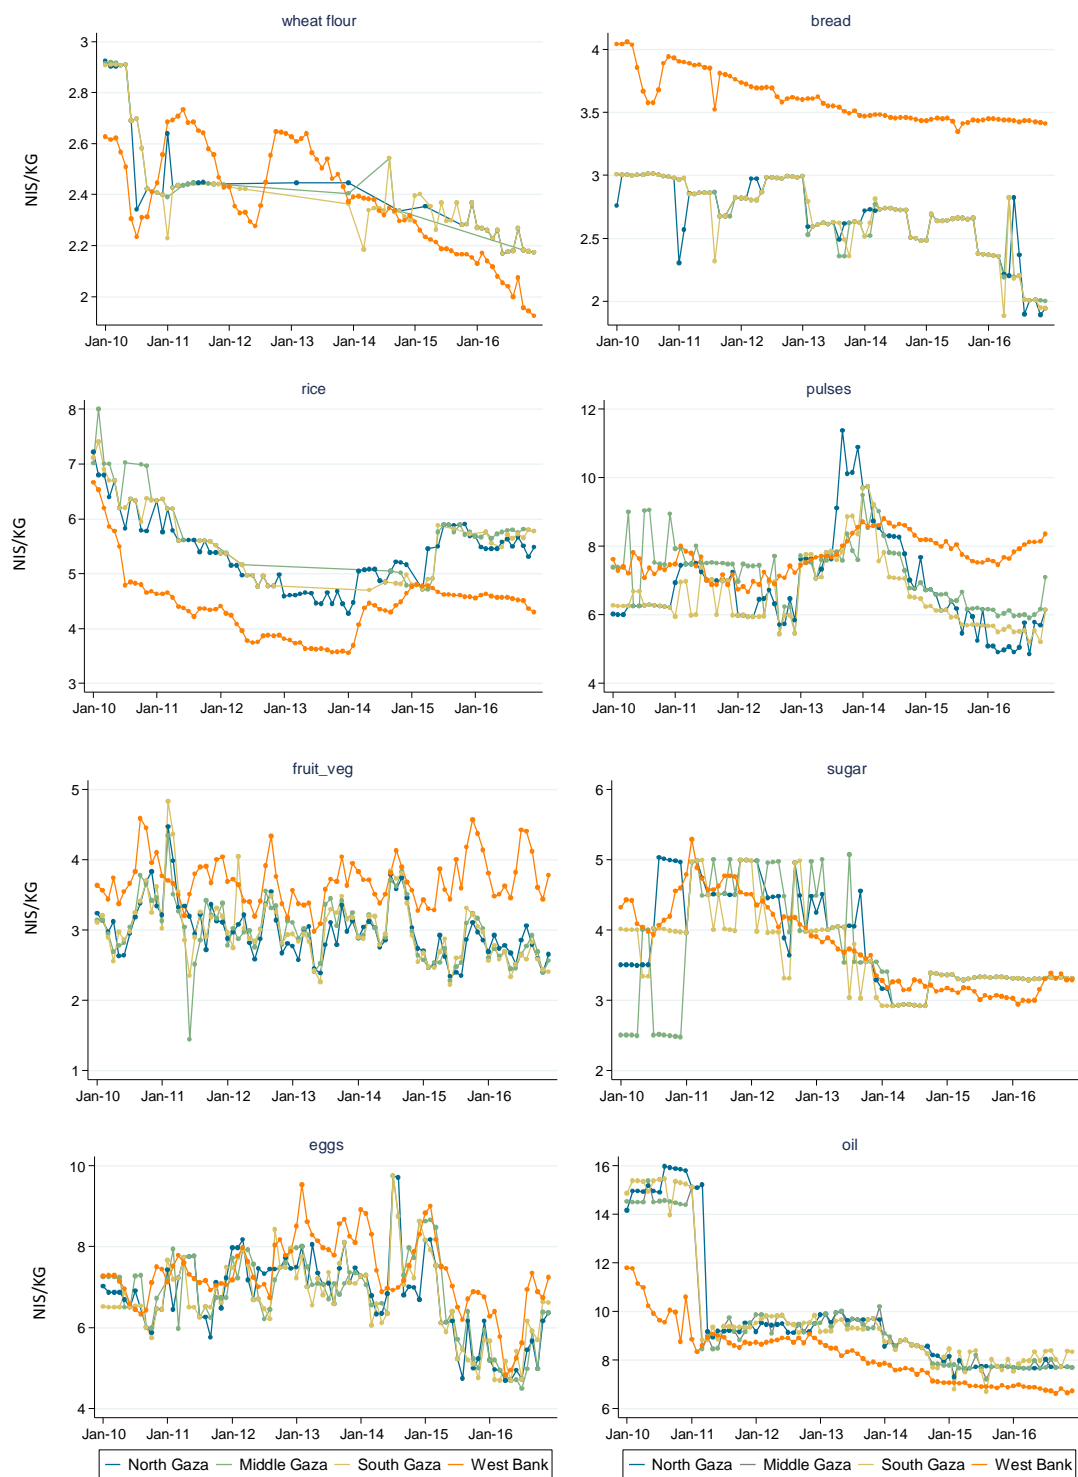 wheat flour
bread
3
2.8
2.6
2.4
2.2
2
NIS/KG
Jan-10 Jan-11 Jan-12 Jan-13 Jan-14 Jan-15 Jan-16
4
3.5
3
2.5
2
Jan-10 Jan-11 Jan-12 Jan-13 Jan-14 Jan-15 Jan-16
rice
pulses
8
7
6
5
4
3
NIS/KG
Jan-10 Jan-11 Jan-12 Jan-13 Jan-14 Jan-15 Jan-16
12
10
8
6
4
Jan-10 Jan-11 Jan-12 Jan-13 Jan-14 Jan-15 Jan-16
fruit_veg
sugar
5
4
3
2
1
NIS/KG
Jan-10 Jan-11 Jan-12 Jan-13 Jan-14 Jan-15 Jan-16
6
5
4
3
2
Jan-10 Jan-11 Jan-12 Jan-13 Jan-14 Jan-15 Jan-16
eggs
oil
10
8
6
4
NIS/KG
Jan-10 Jan-11 Jan-12 Jan-13 Jan-14 Jan-15 Jan-16
16
14
12
10
8
6
Jan-10 Jan-11 Jan-12 Jan-13 Jan-14 Jan-15 Jan-16
North Gaza Middle Gaza South Gaza West Bank
North Gaza Middle Gaza South Gaza West Bank